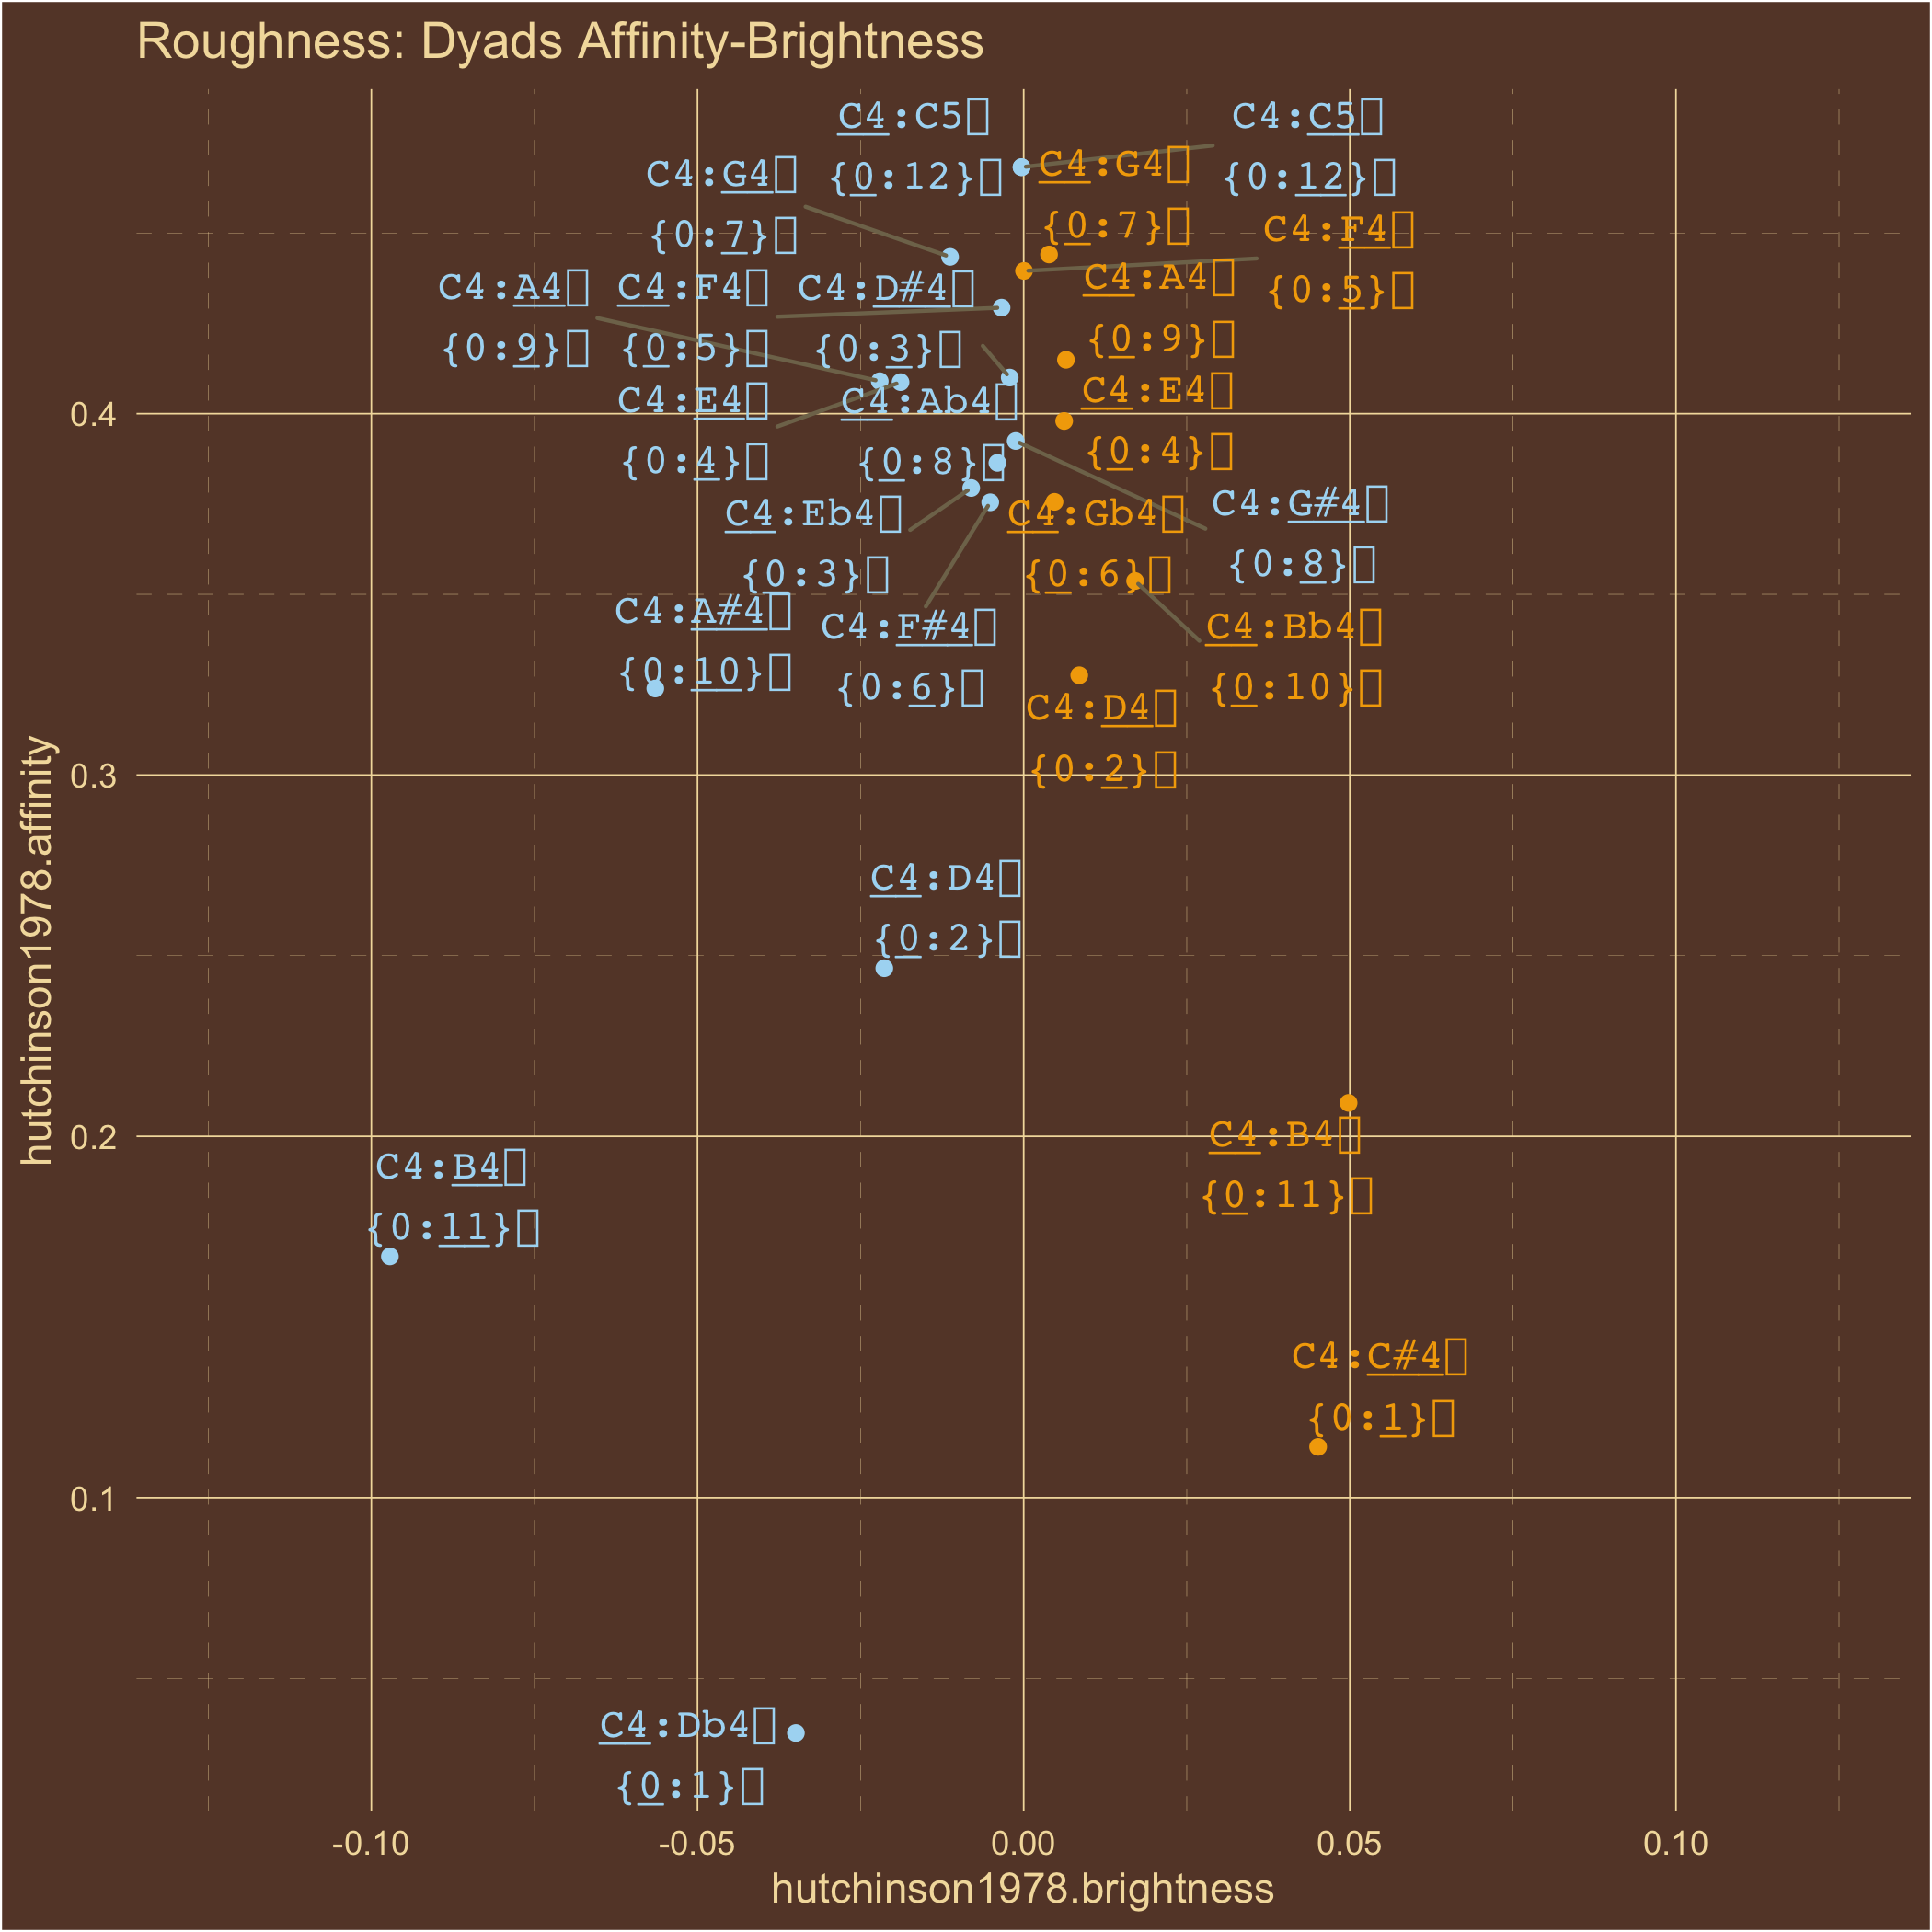 Roughness: Dyads Affinity-Brightness
C4:C5
{0:12}
C4:C5
{0:12}
C4:G4
{0:7}
C4:G4
{0:7}
C4:F4
{0:5}
C4:A4
{0:9}
C4:F4
{0:5}
C4:D#4
{0:3}
C4:A4
{0:9}
C4:E4
{0:4}
C4:Ab4
{0:8}
C4:E4
{0:4}
C4:Eb4
{0:3}
C4:Gb4
{0:6}
C4:G#4
{0:8}
C4:A#4
{0:10}
C4:F#4
{0:6}
C4:Bb4
{0:10}
C4:D4
{0:2}
C4:D4
{0:2}
C4:B4
{0:11}
C4:B4
{0:11}
C4:C#4
{0:1}
C4:Db4
{0:1}
0.4
0.3
0.2
0.1
hutchinson1978.affinity
-0.10
-0.05
0.00
0.05
0.10
hutchinson1978.brightness